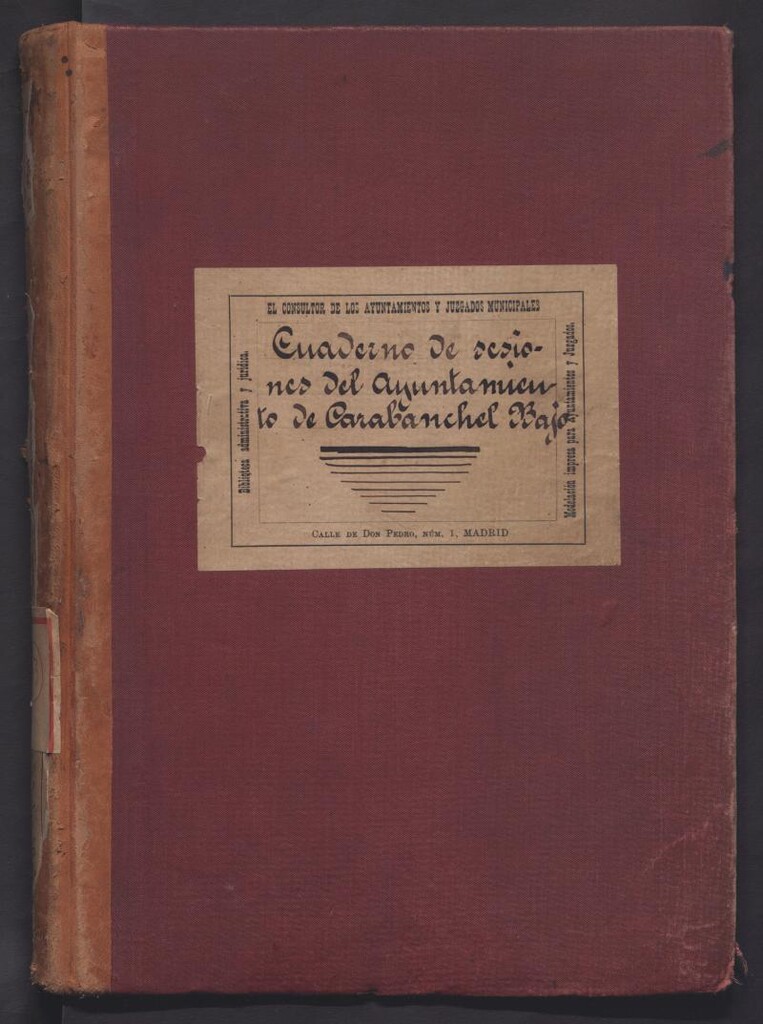 EL CONSULTOR DE LOS AYUNTAMIENTOS Y JUZGADOS MUNICIPALES
Biblioteca administrativa y jurídica.
Cuaderno de sesio-
nes del Ayuntamien-
to de Carabanchel Bajo
Modelación impresa para Ayuntamientos y Juzgados.
CALLE DE DON PEDRO, NÚM. 1, MADRID